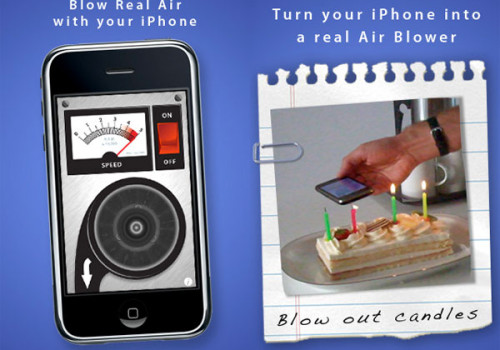 Blow Real Air
with your iPhone
ON
OFF
SPEED
Turn your iPhone into
a real Air Blower
Blow out candles